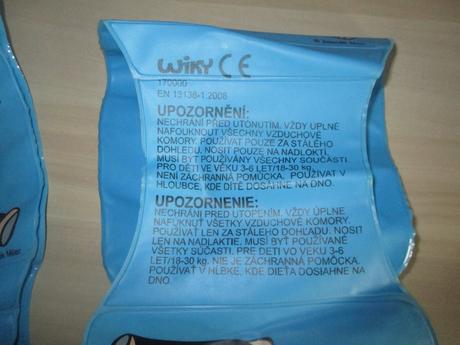 WiKY CE
170000
EN 13138-1:2008
UPOZORNĚNÍ:
NECHRÁNÍ PŘED UTONUTÍM. VŽDY ÚPLNĚ
NAFOUKNOUT VŠECHNY VZDUCHOVÉ
KOMORY. POUŽÍVAT POUZE ZA STÁLÉHO
DOHLEDU. NOSIT POUZE NA NADLOKTÍ.
MUSÍ BÝT POUŽÍVÁNY VŠECHNY SOUČÁSTI.
PRO DĚTI VE VĚKU 3-6 LET/18-30 kg.
NENÍ ZÁCHRANNÁ POMŮCKA. POUŽÍVAT V
HLOUBCE, KDE DÍTĚ DOSÁHNE NA DNO.
UPOZORNENIE:
NECHRÁNI PRED UTOPENÍM. VŽDY ÚPLNE
NAFÚKNUŤ VŠETKY VZDUCHOVÉ KOMORY.
POUŽÍVAŤ LEN ZA STÁLEHO DOHĽADU. NOSIŤ
LEN NA NADLAKTIE. MUSÍ BYŤ POUŽÍVANÉ
VŠETKY SÚČASTI. PRE DETI VO VEKU 3-6
LET/18-30 kg. NIE JE ZÁCHRANNÁ POMÔCKA.
POUŽÍVAŤ V HĹBKE, KDE DIEŤA DOSIAHNE NA
DNO.